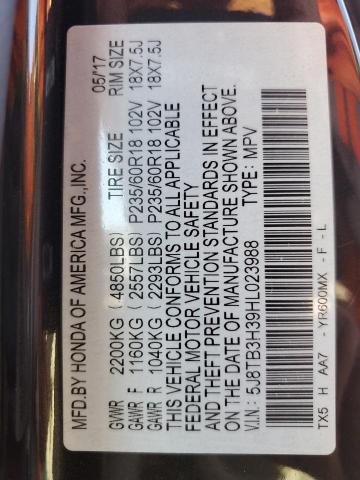 MFD.BY HONDA OF AMERICA MFG.,INC. 05/'17
GVWR 2200KG ( 4850LBS) TIRE SIZE RIM SIZE
GAWR F 1160KG ( 2557LBS) P235/60R18 102V 18X7.5J
GAWR R 1040KG ( 2293LBS) P235/60R18 102V 18X7.5J
THIS VEHICLE CONFORMS TO ALL APPLICABLE
FEDERAL MOTOR VEHICLE SAFETY
AND THEFT PREVENTION STANDARDS IN EFFECT
ON THE DATE OF MANUFACTURE SHOWN ABOVE.
V.I.N: 5J8TB3H39HL023988 TYPE: MPV
TX5 H AA7 - YR600MX - F - L